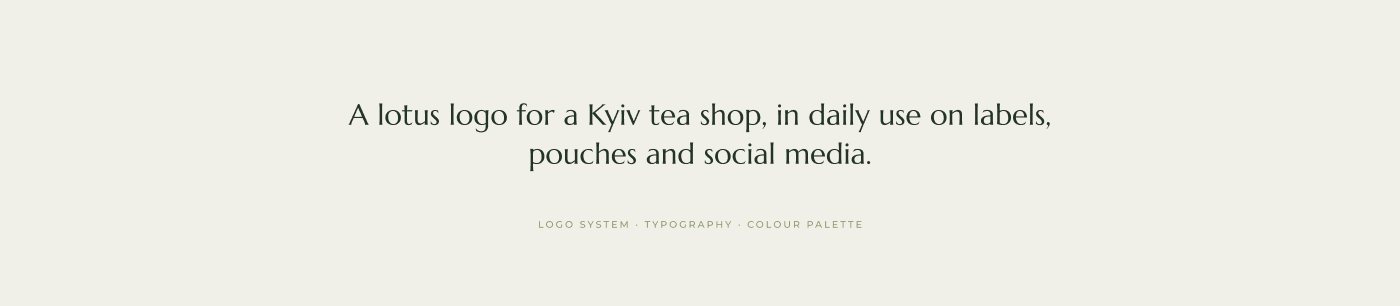 A lotus logo for a Kyiv tea shop, in daily use on labels,
pouches and social media.
LOGO SYSTEM · TYPOGRAPHY · COLOUR PALETTE